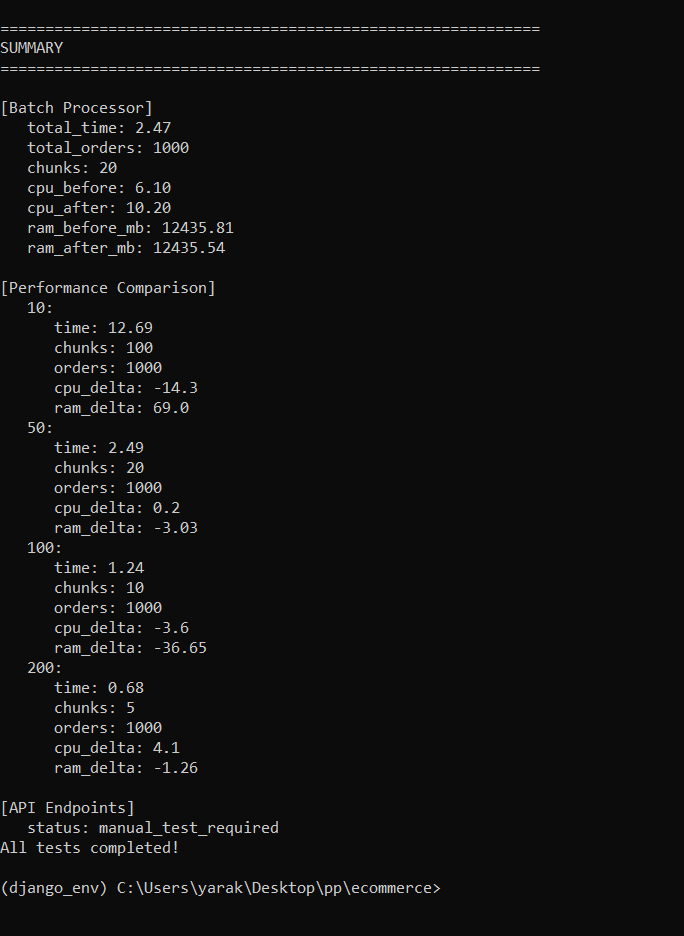 ============================================================
SUMMARY
============================================================
[Batch Processor]
total_time: 2.47
total_orders: 1000
chunks: 20
cpu_before: 6.10
cpu_after: 10.20
ram_before_mb: 12435.81
ram_after_mb: 12435.54
[Performance Comparison]
10:
time: 12.69
chunks: 100
orders: 1000
cpu_delta: -14.3
ram_delta: 69.0
50:
time: 2.49
chunks: 20
orders: 1000
cpu_delta: 0.2
ram_delta: -3.03
100:
time: 1.24
chunks: 10
orders: 1000
cpu_delta: -3.6
ram_delta: -36.65
200:
time: 0.68
chunks: 5
orders: 1000
cpu_delta: 4.1
ram_delta: -1.26
[API Endpoints]
status: manual_test_required
All tests completed!
(django_env) C:\Users\yarak\Desktop\pp\ecommerce>